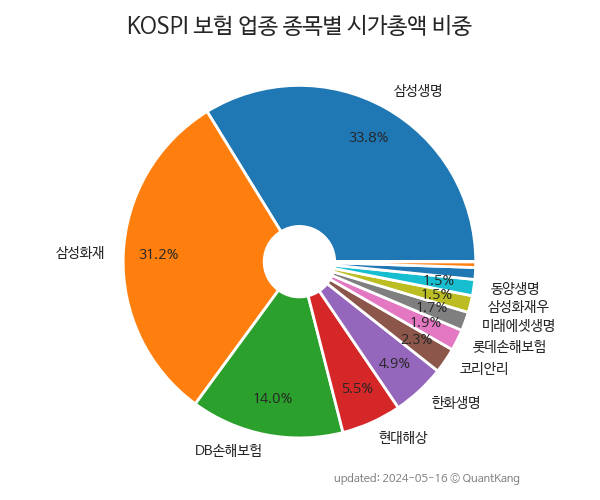 KOSPI 보험 업종 종목별 시가총액 비중
삼성생명
33.8%
삼성화재
31.2%
DB손해보험
14.0%
현대해상
5.5%
한화생명
4.9%
코리안리
2.3%
롯데손해보험
1.9%
미래에셋생명
1.7%
삼성화재우
1.5%
동양생명
1.5%
updated: 2024-05-16 © QuantKang